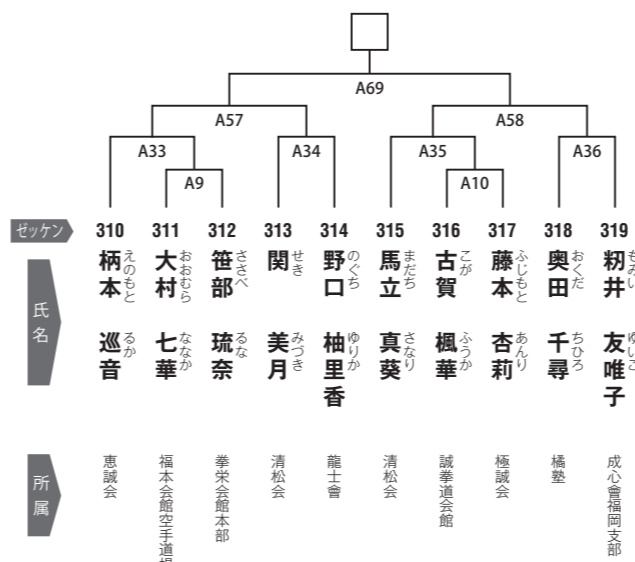 A69
A57
A58
A33
A34
A35
A36
A9
A10
ゼッケン
310
311
312
313
314
315
316
317
318
319
氏名
柄本 巡音
えのもと るか
大村 七華
おおむら ななか
笹部 琉奈
ささべ るな
関 美月
せき みづき
野口 柚里香
のぐち ゆりか
馬立 真葵
まだち さなり
古賀 楓華
こが ふうか
藤本 杏莉
ふじもと あんり
奥田 千尋
おくだ ちひろ
籾井 友唯子
もみい ゆいこ
所属
恵誠会
福本会館空手道場
拳栄会館本部
清松会
龍士會
清松会
誠拳道会館
極誠会
橘塾
成心會福岡支部